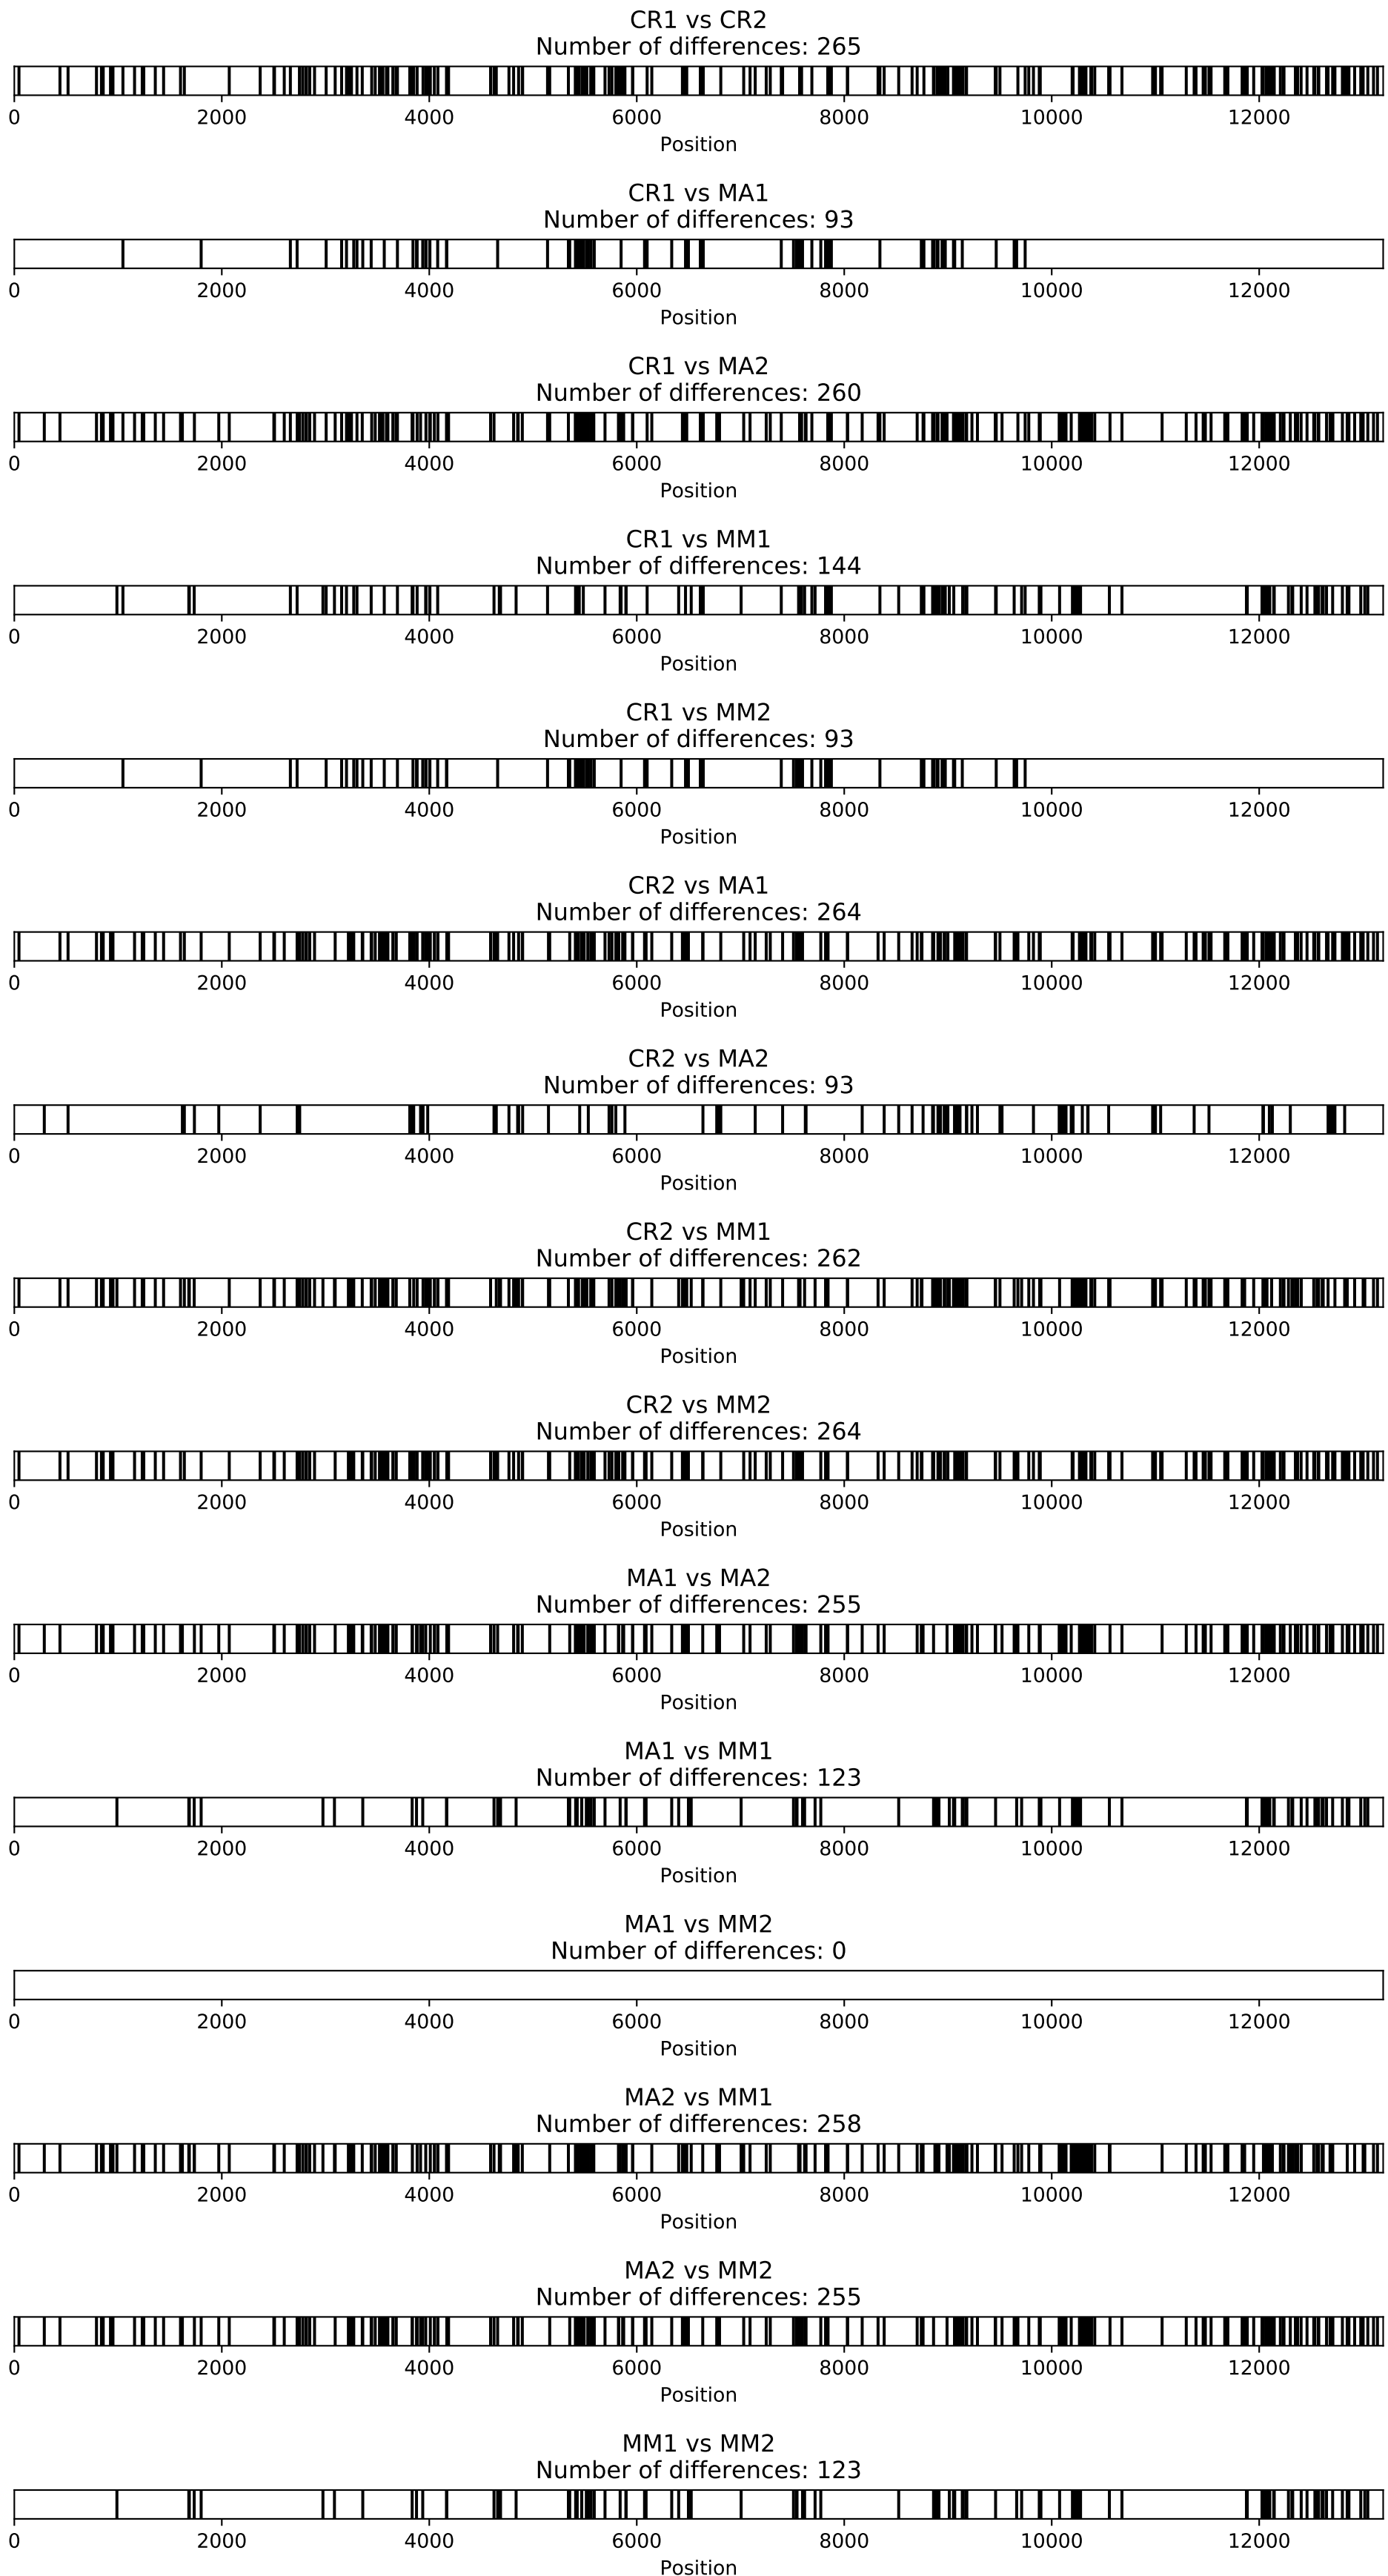 CR1 vs CR2
Number of differences: 265
0 2000 4000 6000 8000 10000 12000
Position
CR1 vs MA1
Number of differences: 93
0 2000 4000 6000 8000 10000 12000
Position
CR1 vs MA2
Number of differences: 260
0 2000 4000 6000 8000 10000 12000
Position
CR1 vs MM1
Number of differences: 144
0 2000 4000 6000 8000 10000 12000
Position
CR1 vs MM2
Number of differences: 93
0 2000 4000 6000 8000 10000 12000
Position
CR2 vs MA1
Number of differences: 264
0 2000 4000 6000 8000 10000 12000
Position
CR2 vs MA2
Number of differences: 93
0 2000 4000 6000 8000 10000 12000
Position
CR2 vs MM1
Number of differences: 262
0 2000 4000 6000 8000 10000 12000
Position
CR2 vs MM2
Number of differences: 264
0 2000 4000 6000 8000 10000 12000
Position
MA1 vs MA2
Number of differences: 255
0 2000 4000 6000 8000 10000 12000
Position
MA1 vs MM1
Number of differences: 123
0 2000 4000 6000 8000 10000 12000
Position
MA1 vs MM2
Number of differences: 0
0 2000 4000 6000 8000 10000 12000
Position
MA2 vs MM1
Number of differences: 258
0 2000 4000 6000 8000 10000 12000
Position
MA2 vs MM2
Number of differences: 255
0 2000 4000 6000 8000 10000 12000
Position
MM1 vs MM2
Number of differences: 123
0 2000 4000 6000 8000 10000 12000
Position